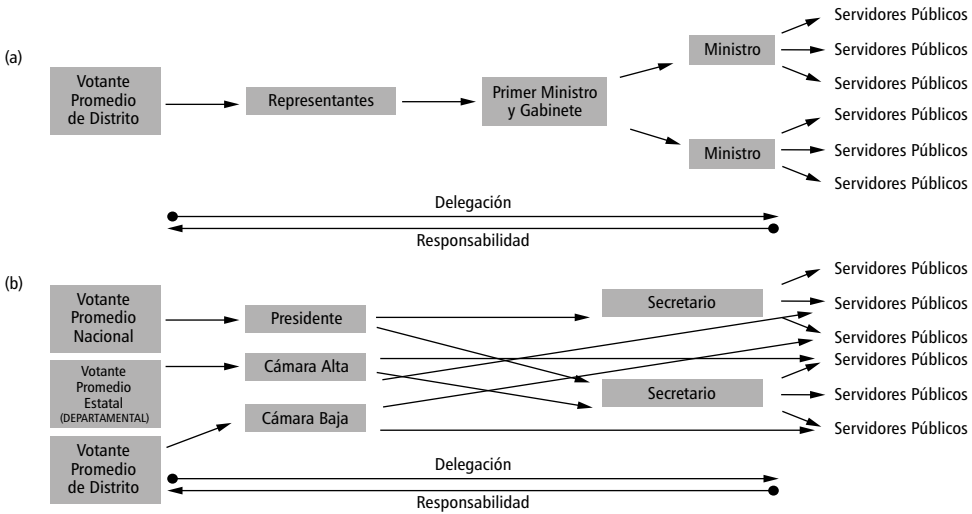 (a)
Votante
Promedio
de Distrito
Representantes
Primer Ministro
y Gabinete
Ministro
Ministro
Servidores Públicos
Servidores Públicos
Servidores Públicos
Servidores Públicos
Servidores Públicos
Servidores Públicos
Delegación
Responsabilidad
(b)
Votante
Promedio
Nacional
Votante
Promedio
Estatal
(DEPARTAMENTAL)
Votante
Promedio
de Distrito
Presidente
Cámara Alta
Cámara Baja
Secretario
Secretario
Servidores Públicos
Servidores Públicos
Servidores Públicos
Servidores Públicos
Servidores Públicos
Servidores Públicos
Delegación
Responsabilidad